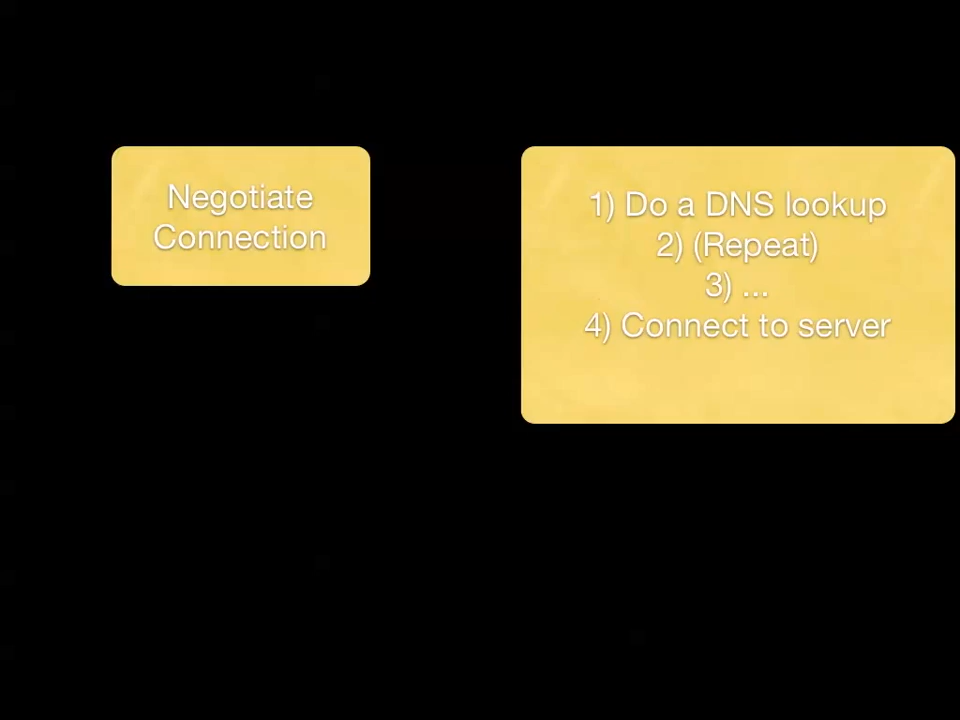 Negotiate
Connection
1) Do a DNS lookup
2) (Repeat)
3) ...
4) Connect to server